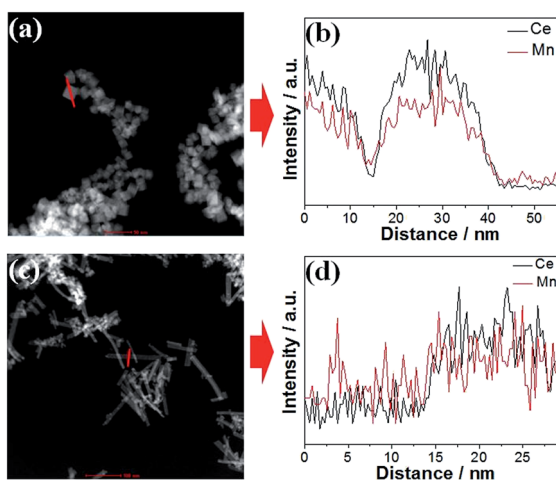 (a)
(b)
Ce
Mn
Intensity / a.u.
0 10 20 30 40 50
Distance / nm
(c)
(d)
Ce
Mn
Intensity / a.u.
0 5 10 15 20 25
Distance / nm